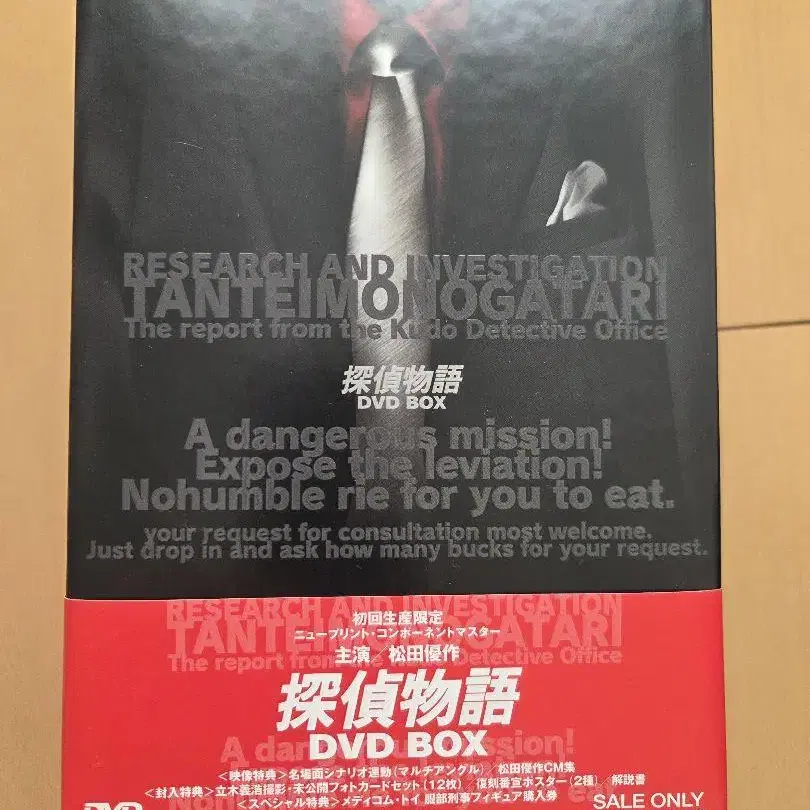 RESEARCH AND INVESTIGATION
TANTEIMONOGATARI
The report from the Kudo Detective Office
探偵物語
DVD BOX
A dangerous mission!
Expose the leviation!
Nohumble rie for you to eat.
your request for consultation most welcome.
Just drop in and ask how many bucks for your request.
RESEARCH AND INVESTIGATION
TANTEIMONOGATARI
The report from the Kudo Detective Office
初回生産限定
ニュープリント・コンポーネントマスター
主演/松田優作
探偵物語
DVD BOX
A dangerous mission!
<映像特典>名場面シナリオ連動(マルチアングル) 松田優作CM集
<封入特典>立木義浩撮影・未公開フォトカードセット(12枚) 復刻番宣ポスター(2種) 解説書
<スペシャル特典>メディコム・トイ 服部刑事フィギュア購入券
eat
DVD
SALE ONLY